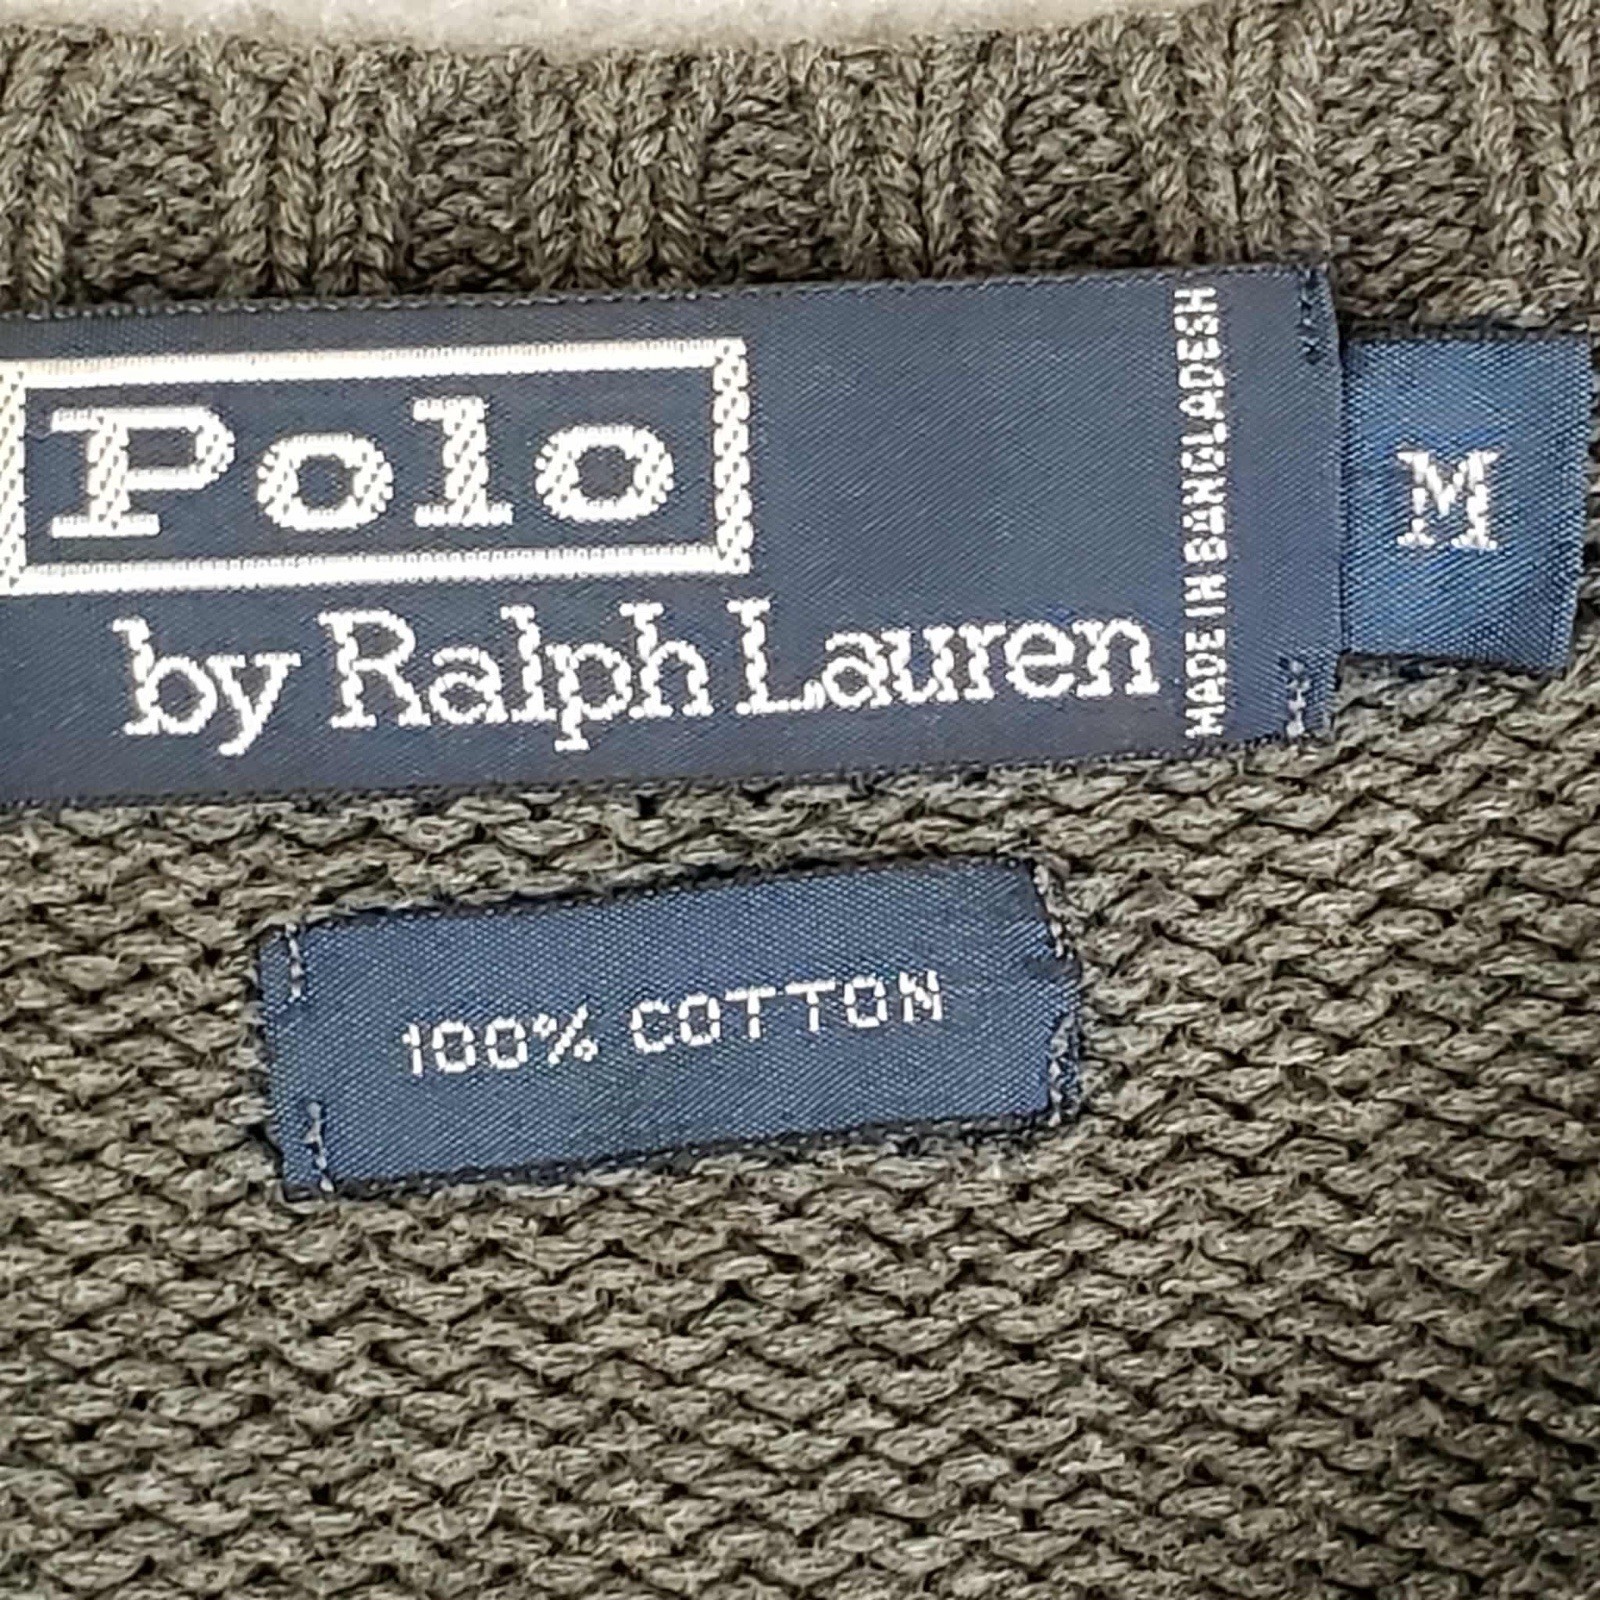 Polo
by Ralph Lauren
MADE IN BANGLADESH
M
100% COTTON